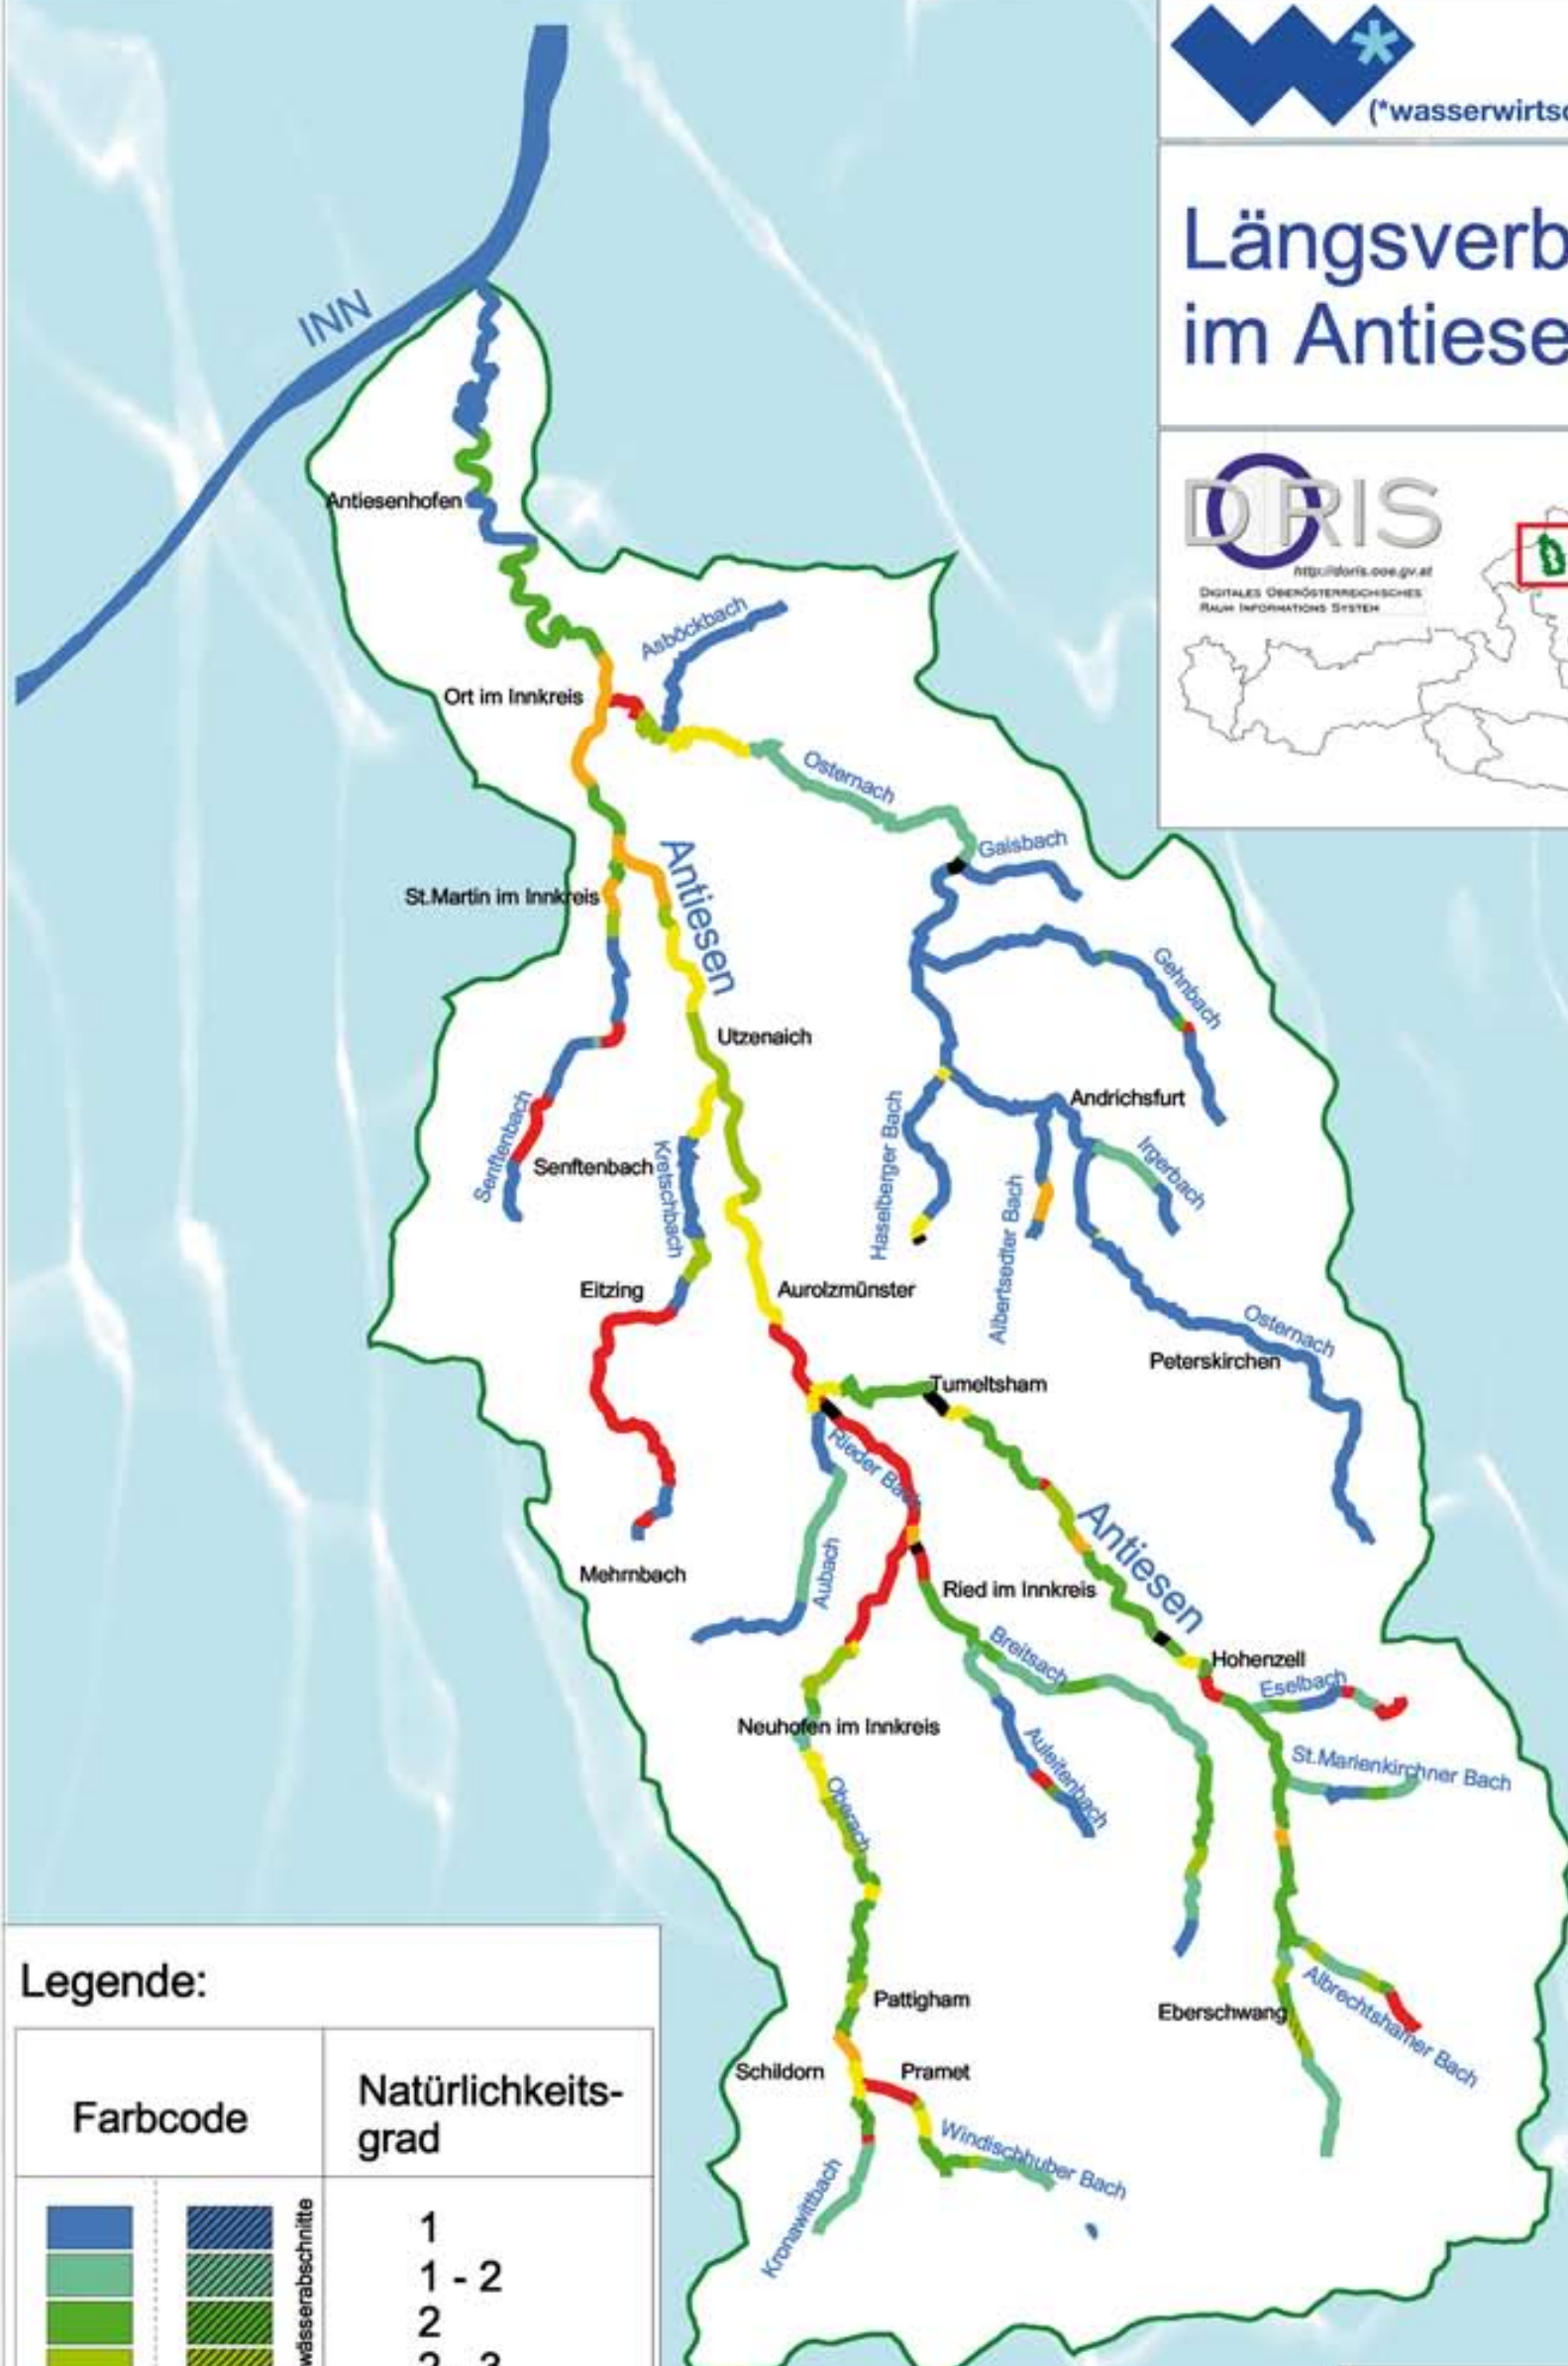 (*wasserwirtsc
Längsverb
im Antiese
DORIS
http://doris.ooe.gv.at
DIGITALES OBERÖSTERREICHISCHES
RAUM INFORMATIONS SYSTEM
INN
Antiesenhofen
Asböckbach
Ort im Innkreis
Osternach
Gaisbach
Antiesen
St.Martin im Innkreis
Gehnbach
Utzenaich
Andrichsfurt
Senftenbach
Senftenbach
Kretschbach
Haselberger Bach
Albertsedter Bach
Irgerbach
Eitzing
Aurolzmünster
Osternach
Peterskirchen
Tumeltsham
Rieder Bach
Antiesen
Mehrnbach
Aubach
Ried im Innkreis
Breitsach
Hohenzell
Eselbach
Neuhofen im Innkreis
Auleitenbach
St.Marienkirchner Bach
Oberach
Pattigham
Eberschwang
Albrechtshamer Bach
Schildorn
Pramet
Windischhuber Bach
Kronawittbach
Legende:
Farbcode
Natürlichkeits-
grad
wässerabschnitte
1
1 - 2
2
2 - 3